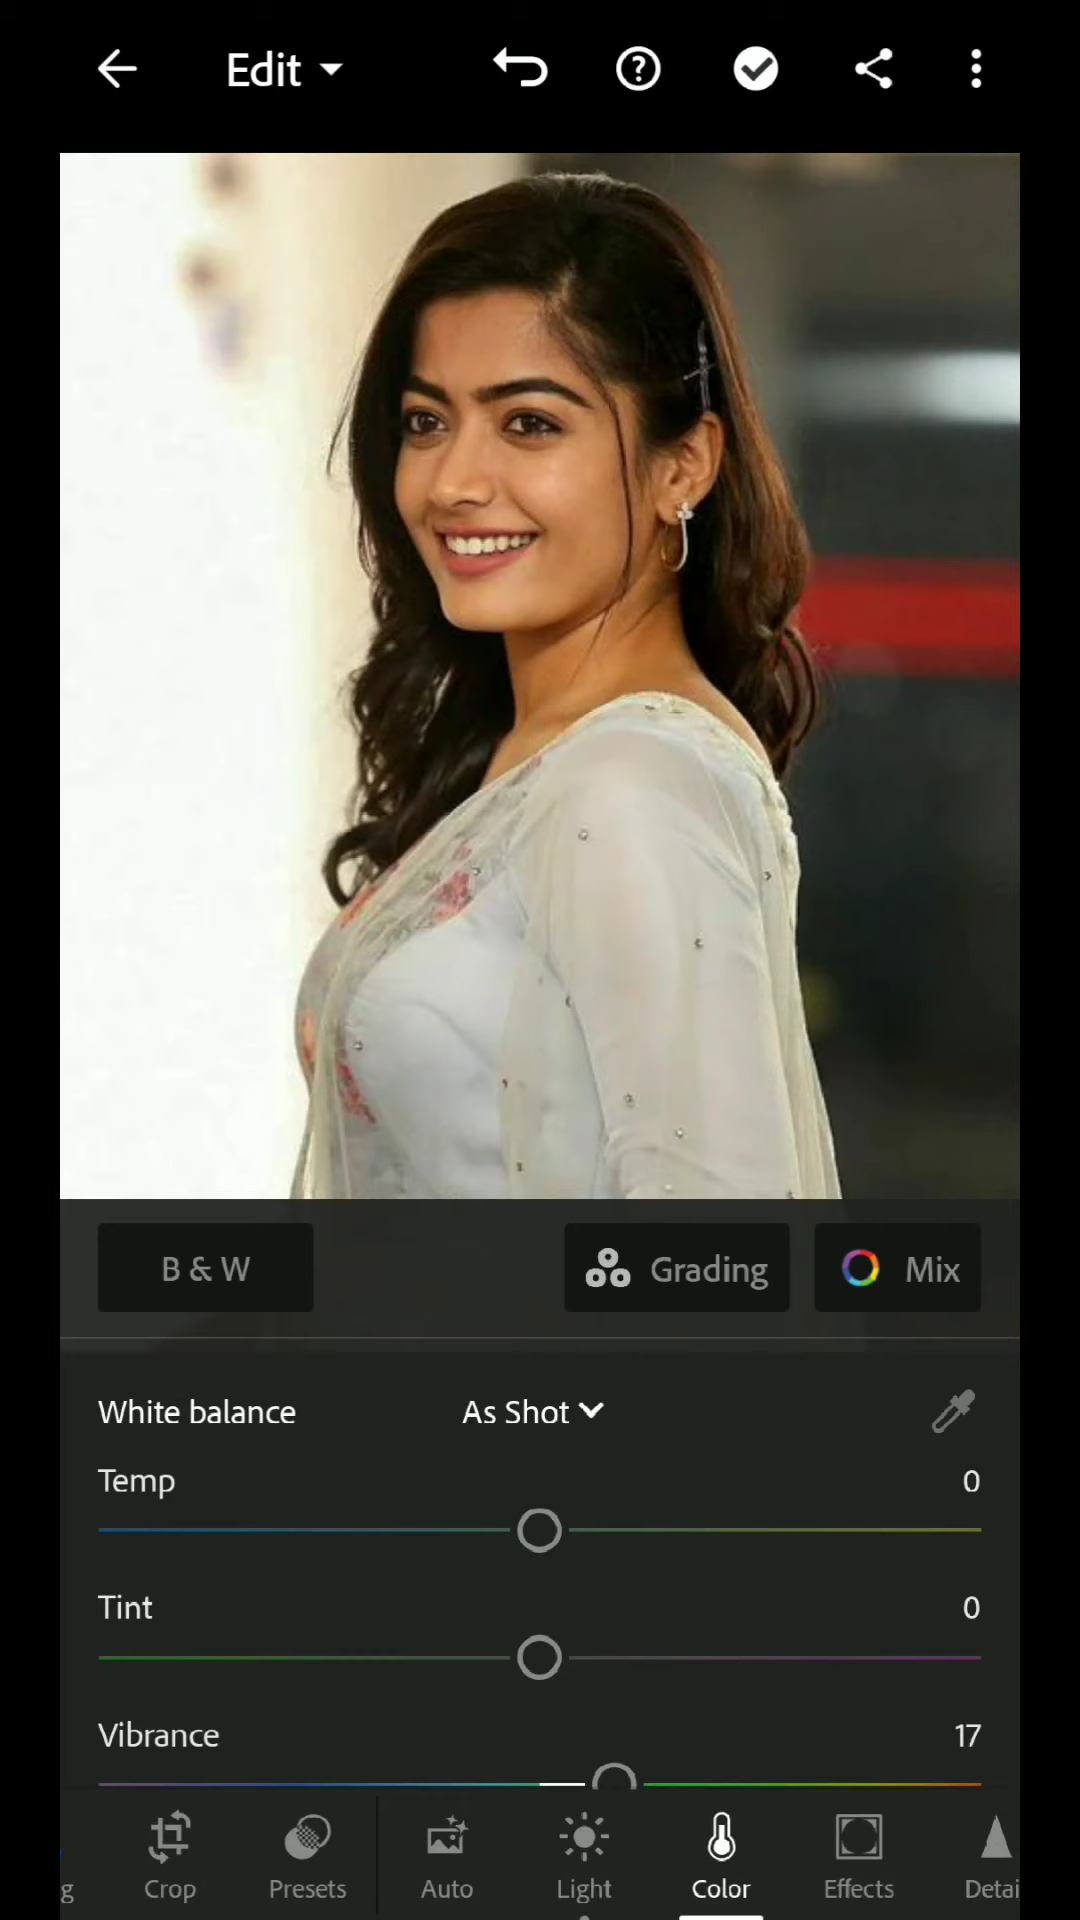 Edit
B & W
Grading
Mix
White balance
As Shot
Temp
0
Tint
0
Vibrance
17
g
Crop
Presets
Auto
Light
Color
Effects
Detai